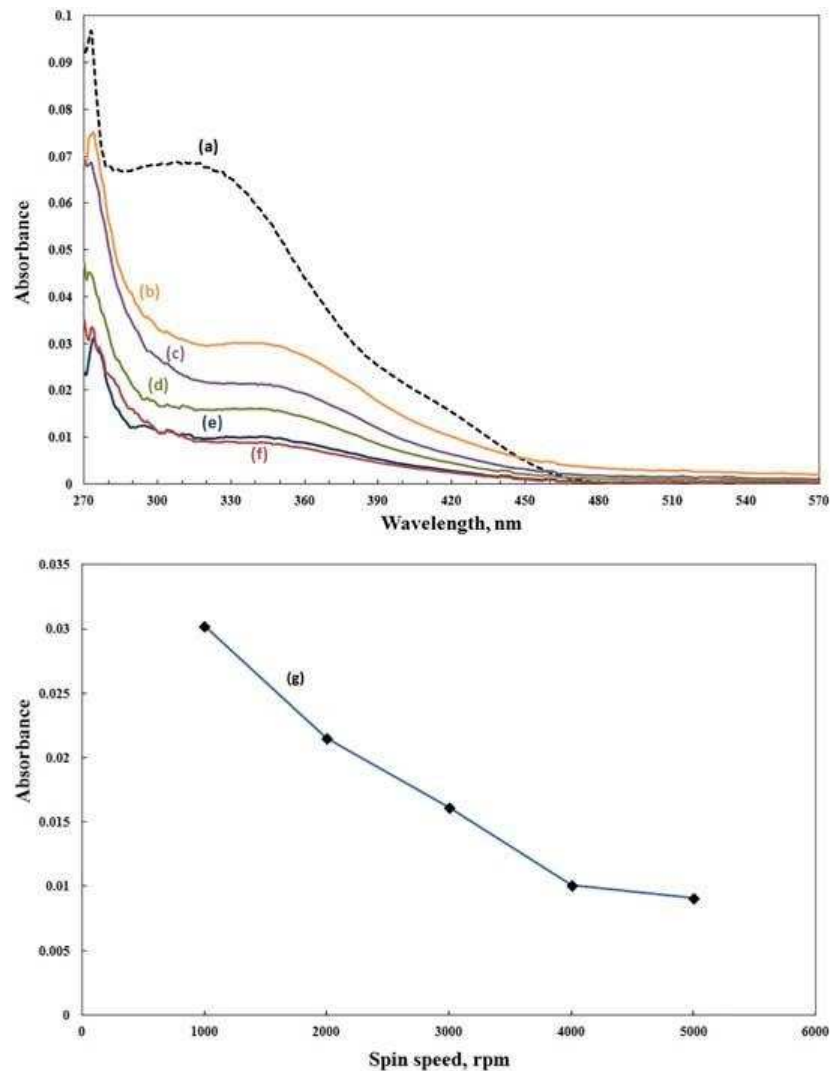 0.1
0.09
0.08
0.07
0.06
0.05
0.04
0.03
0.02
0.01
0
Absorbance
(a)
(b)
(c)
(d)
(e)
(f)
270 300 330 360 390 420 450 480 510 540 570
Wavelength, nm
0.035
0.03
0.025
0.02
0.015
0.01
0.005
0
Absorbance
(g)
0 1000 2000 3000 4000 5000 6000
Spin speed, rpm